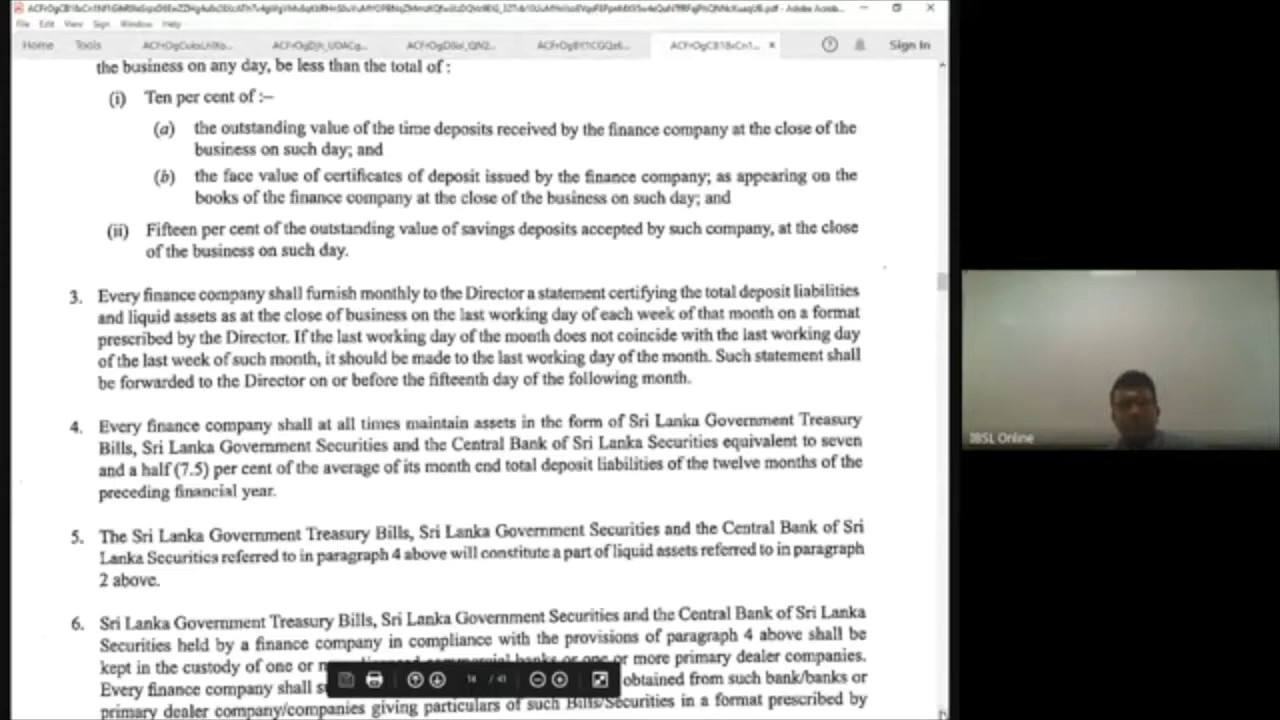 File Edit View Sign Window Help
Home Tools Sign In
the business on any day, be less than the total of :
(i) Ten per cent of :–
(a) the outstanding value of the time deposits received by the finance company at the close of the
business on such day; and
(b) the face value of certificates of deposit issued by the finance company; as appearing on the
books of the finance company at the close of the business on such day; and
(ii) Fifteen per cent of the outstanding value of savings deposits accepted by such company, at the close
of the business on such day.
3. Every finance company shall furnish monthly to the Director a statement certifying the total deposit liabilities
and liquid assets as at the close of business on the last working day of each week of that month on a format
prescribed by the Director. If the last working day of the month does not coincide with the last working day
of the last week of such month, it should be made to the last working day of the month. Such statement shall
be forwarded to the Director on or before the fifteenth day of the following month.
4. Every finance company shall at all times maintain assets in the form of Sri Lanka Government Treasury
Bills, Sri Lanka Government Securities and the Central Bank of Sri Lanka Securities equivalent to seven
and a half (7.5) per cent of the average of its month end total deposit liabilities of the twelve months of the
preceding financial year.
5. The Sri Lanka Government Treasury Bills, Sri Lanka Government Securities and the Central Bank of Sri
Lanka Securities referred to in paragraph 4 above will constitute a part of liquid assets referred to in paragraph
2 above.
6. Sri Lanka Government Treasury Bills, Sri Lanka Government Securities and the Central Bank of Sri Lanka
Securities held by a finance company in compliance with the provisions of paragraph 4 above shall be
kept in the custody of one or commercial banks or one or more primary dealer companies.
Every finance company shall obtained from such bank/banks or
primary dealer company/companies giving particulars of such Bills/Securities in a format prescribed by
IBSL Online